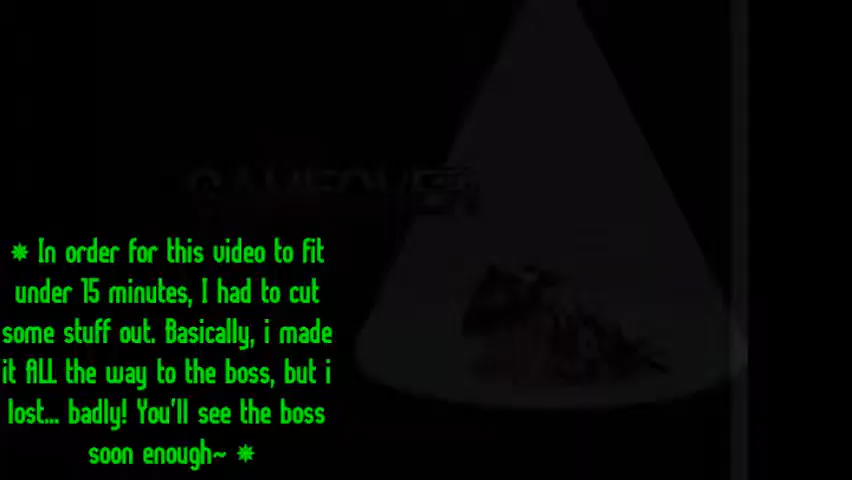 GAMEOVER
✵ In order for this video to fit
under 15 minutes, I had to cut
some stuff out. Basically, i made
it ALL the way to the boss, but i
lost... badly! You'll see the boss
soon enough~ ✵